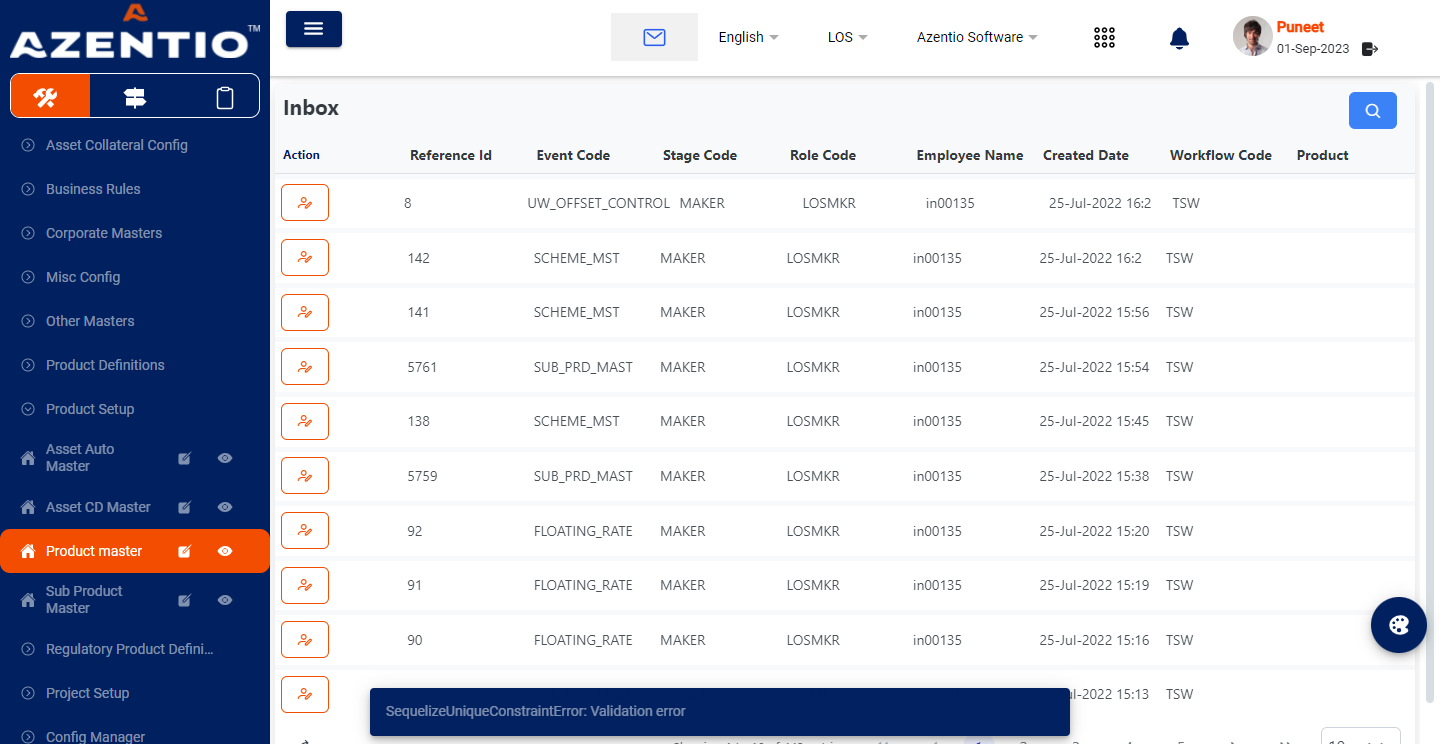 AZENTIO™
English
LOS
Azentio Software
Puneet
01-Sep-2023
Asset Collateral Config
Business Rules
Corporate Masters
Misc Config
Other Masters
Product Definitions
Product Setup
Asset Auto
Master
Asset CD Master
Product master
Sub Product
Master
Regulatory Product Defini...
Project Setup
Config Manager
Inbox
Action Reference Id Event Code Stage Code Role Code Employee Name Created Date Workflow Code Product
8 UW_OFFSET_CONTROL MAKER LOSMKR in00135 25-Jul-2022 16:2 TSW
142 SCHEME_MST MAKER LOSMKR in00135 25-Jul-2022 16:2 TSW
141 SCHEME_MST MAKER LOSMKR in00135 25-Jul-2022 15:56 TSW
5761 SUB_PRD_MAST MAKER LOSMKR in00135 25-Jul-2022 15:54 TSW
138 SCHEME_MST MAKER LOSMKR in00135 25-Jul-2022 15:45 TSW
5759 SUB_PRD_MAST MAKER LOSMKR in00135 25-Jul-2022 15:38 TSW
92 FLOATING_RATE MAKER LOSMKR in00135 25-Jul-2022 15:20 TSW
91 FLOATING_RATE MAKER LOSMKR in00135 25-Jul-2022 15:19 TSW
90 FLOATING_RATE MAKER LOSMKR in00135 25-Jul-2022 15:16 TSW
ul-2022 15:13 TSW
SequelizeUniqueConstraintError: Validation error